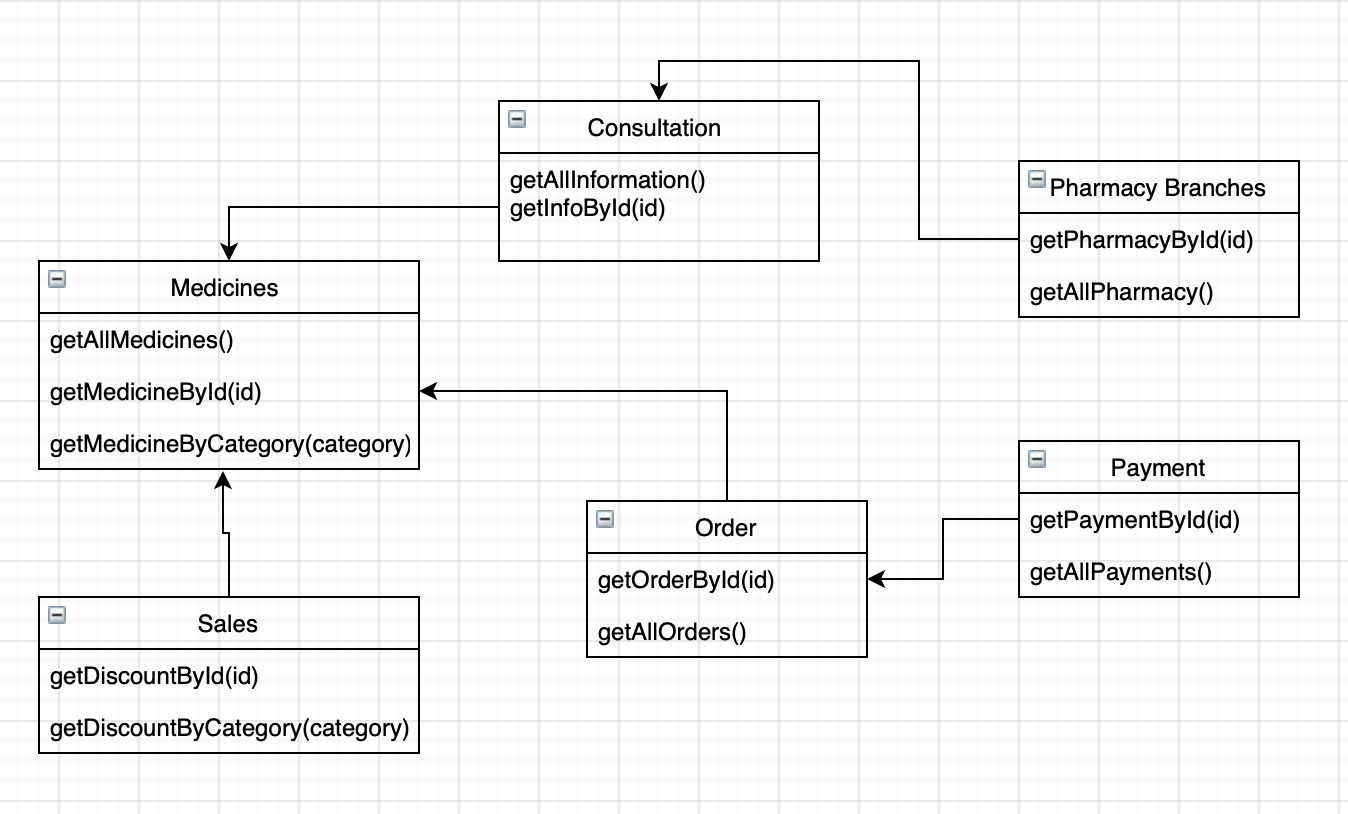 Consultation
getAllInformation()
getInfoById(id)
Pharmacy Branches
getPharmacyById(id)
getAllPharmacy()
Medicines
getAllMedicines()
getMedicineById(id)
getMedicineByCategory(category)
Order
getOrderById(id)
getAllOrders()
Payment
getPaymentById(id)
getAllPayments()
Sales
getDiscountById(id)
getDiscountByCategory(category)